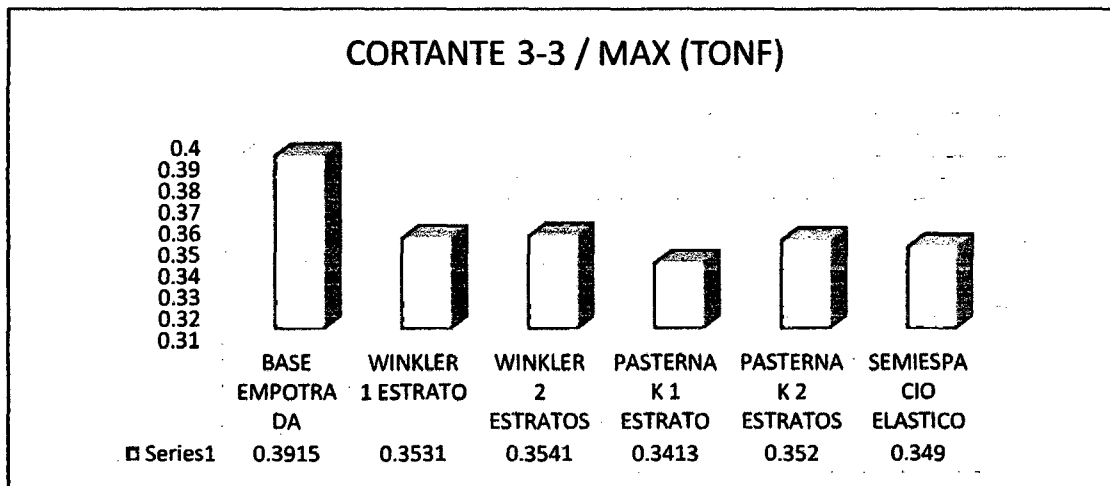 CORTANTE 3-3 / MAX (TONF)
0.4
0.39
0.38
0.37
0.36
0.35
0.34
0.33
0.32
0.31
BASE WINKLER WINKLER PASTERNA PASTERNA SEMIESPA
EMPOTRA 1 ESTRATO 2 K 1 K 2 CIO
DA ESTRATOS ESTRATO ESTRATOS ELASTICO
Series1 0.3915 0.3531 0.3541 0.3413 0.352 0.349